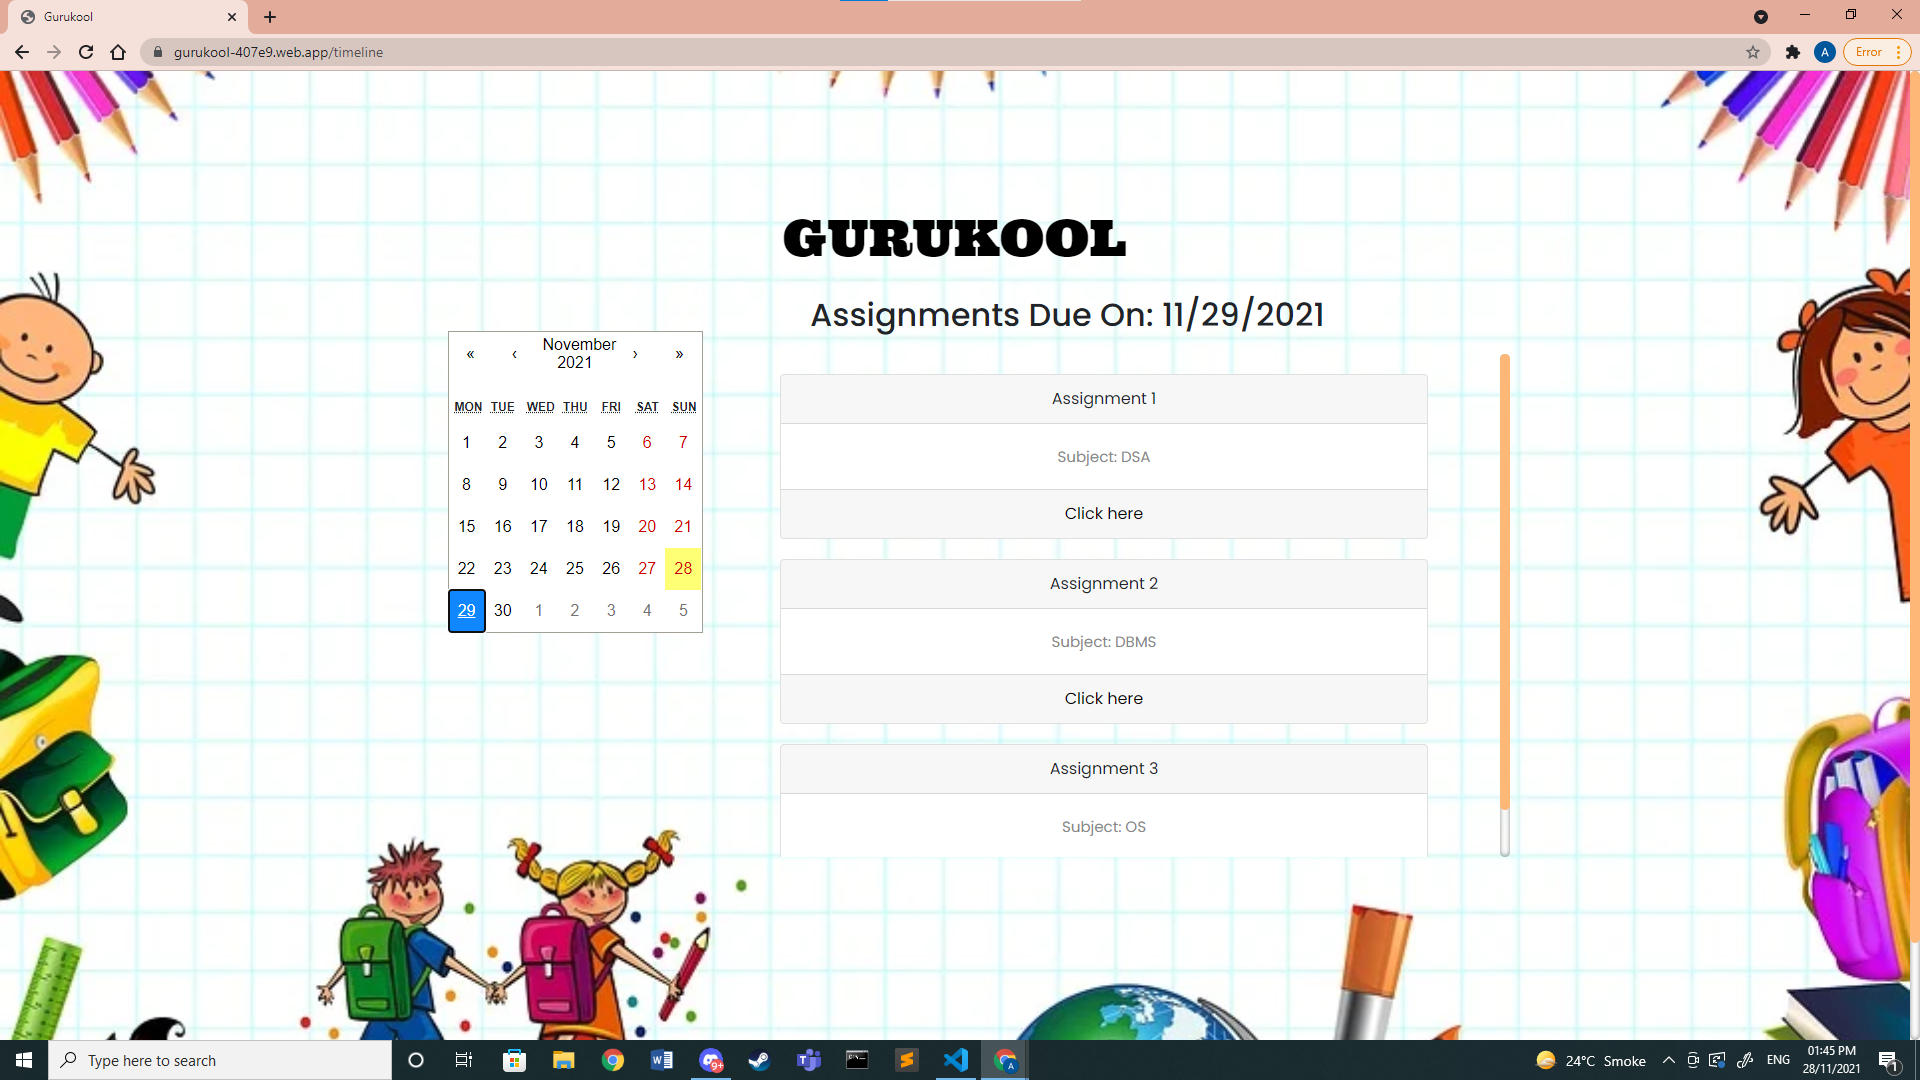 Gurukool
gurukool-407e9.web.app/timeline
A
Error
GURUKOOL
Assignments Due On: 11/29/2021
« ‹ November 2021 › »
MON TUE WED THU FRI SAT SUN
1 2 3 4 5 6 7
8 9 10 11 12 13 14
15 16 17 18 19 20 21
22 23 24 25 26 27 28
29 30 1 2 3 4 5
Assignment 1
Subject: DSA
Click here
Assignment 2
Subject: DBMS
Click here
Assignment 3
Subject: OS
Type here to search
9+
A
24°C Smoke
ENG
01:45 PM
28/11/2021
1